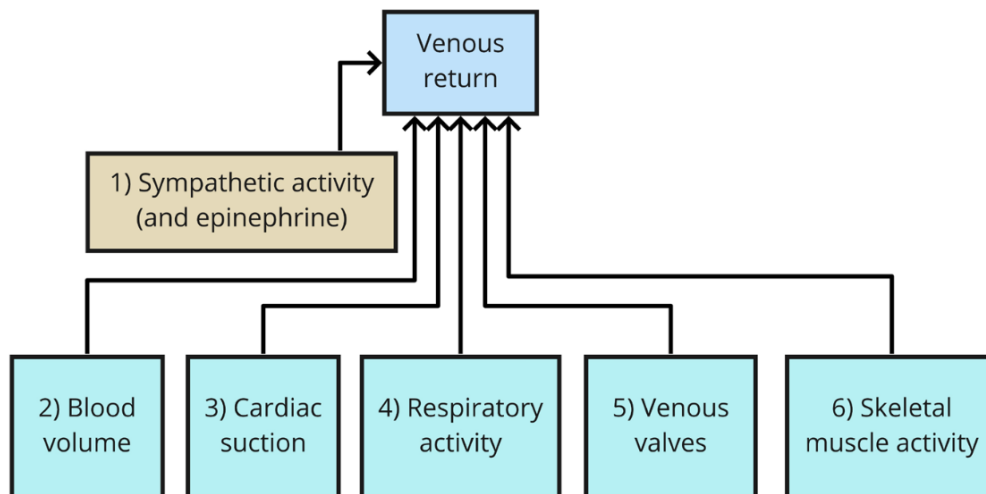 Venous
return
1) Sympathetic activity
(and epinephrine)
2) Blood
volume
3) Cardiac
suction
4) Respiratory
activity
5) Venous
valves
6) Skeletal
muscle activity